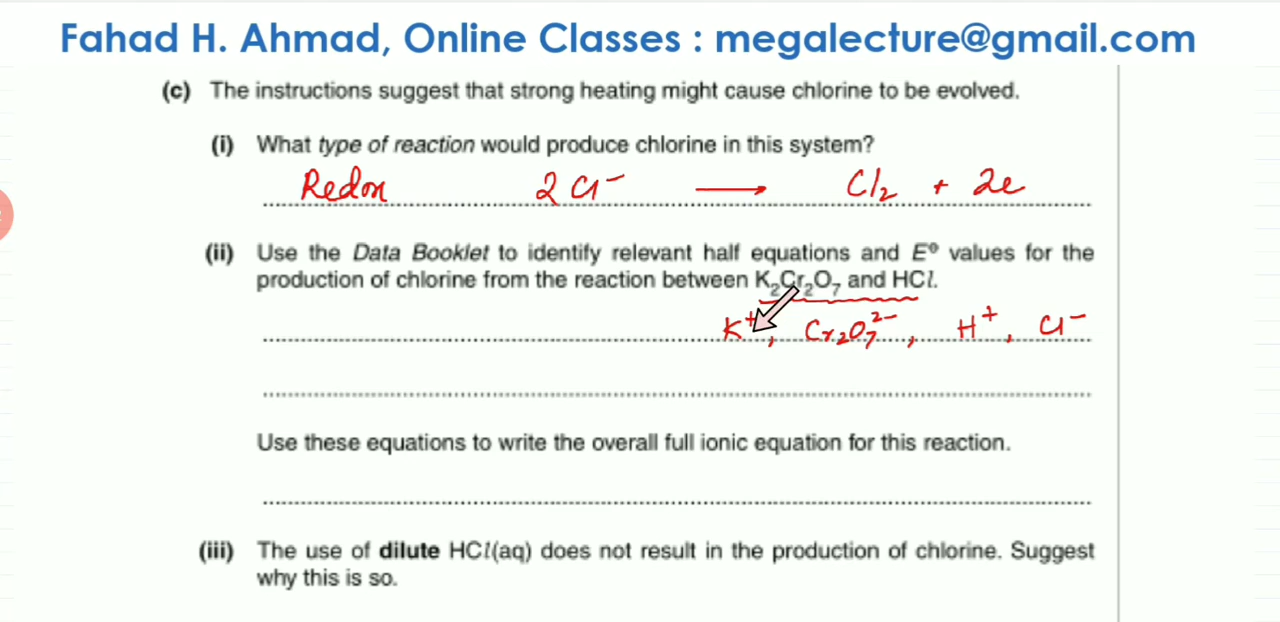 Fahad H. Ahmad, Online Classes : megalecture@gmail.com
(c) The instructions suggest that strong heating might cause chlorine to be evolved.
(i) What type of reaction would produce chlorine in this system?
Redox 2Cl⁻ → Cl₂ + 2e
(ii) Use the Data Booklet to identify relevant half equations and E⁰ values for the
production of chlorine from the reaction between K₂Cr₂O₇ and HCl.
K⁺, Cr₂O₇²⁻, H⁺, Cl⁻
Use these equations to write the overall full ionic equation for this reaction.
(iii) The use of dilute HCl(aq) does not result in the production of chlorine. Suggest
why this is so.